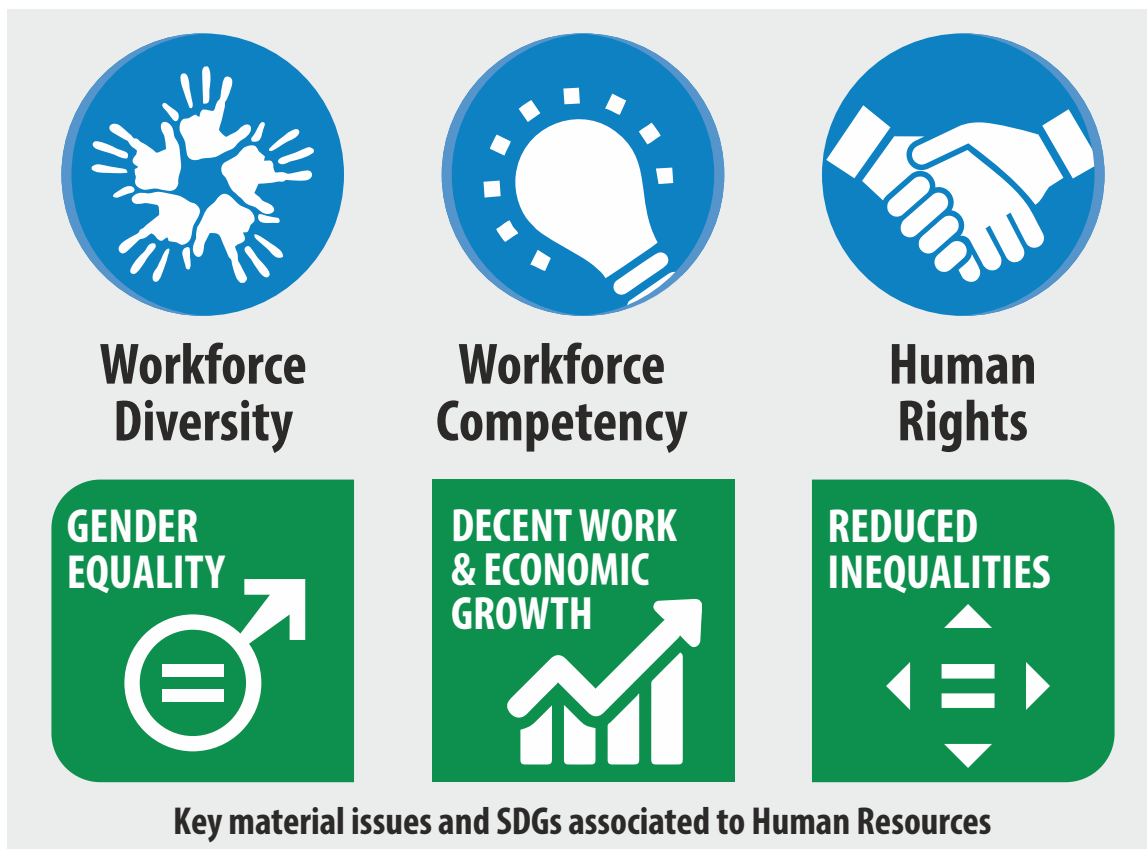 Workforce
Diversity
Workforce
Competency
Human
Rights
GENDER
EQUALITY
DECENT WORK
& ECONOMIC
GROWTH
REDUCED
INEQUALITIES
Key material issues and SDGs associated to Human Resources